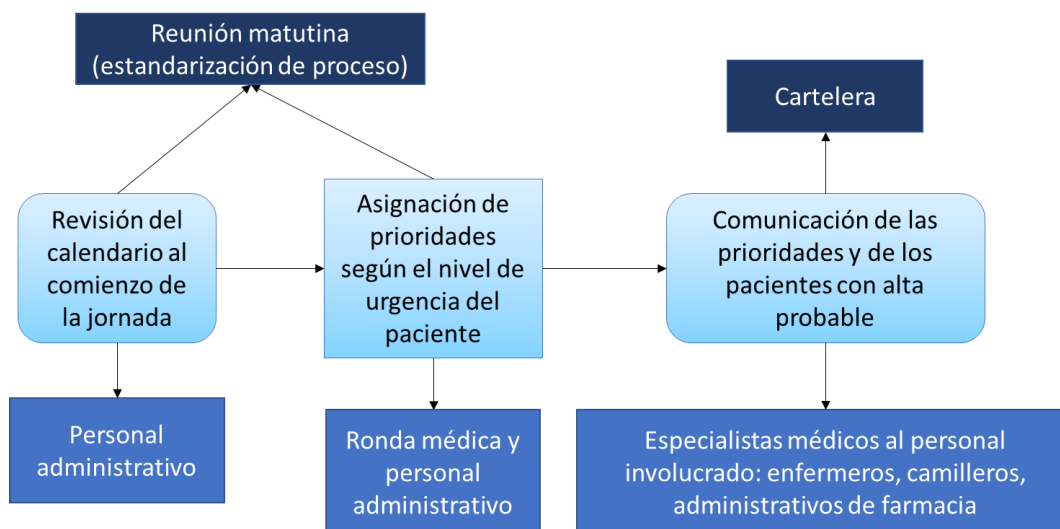 Reunión matutina
(estandarización de proceso)
Cartelera
Revisión del
calendario al
comienzo de
la jornada
Asignación de
prioridades
según el nivel de
urgencia del
paciente
Comunicación de las
prioridades y de los
pacientes con alta
probable
Personal
administrativo
Ronda médica y
personal
administrativo
Especialistas médicos al personal
involucrado: enfermeros, camilleros,
administrativos de farmacia